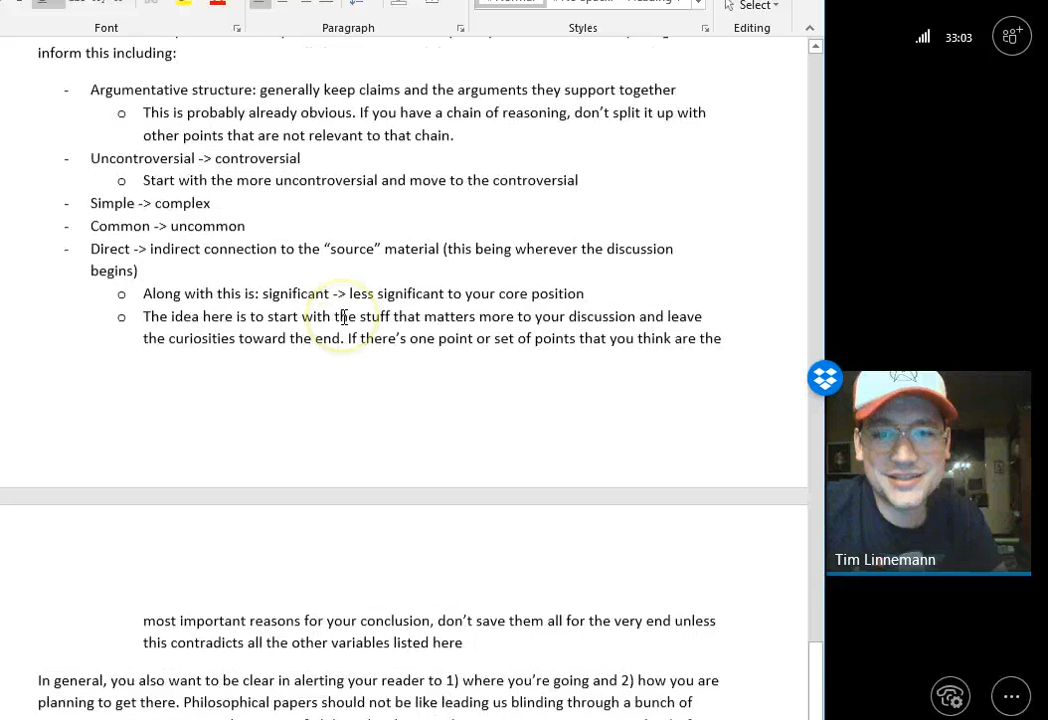 Select
Font
Paragraph
Styles
Editing
inform this including:
- Argumentative structure: generally keep claims and the arguments they support together
o This is probably already obvious. If you have a chain of reasoning, don't split it up with
other points that are not relevant to that chain.
- Uncontroversial -> controversial
o Start with the more uncontroversial and move to the controversial
- Simple -> complex
- Common -> uncommon
- Direct -> indirect connection to the “source” material (this being wherever the discussion
begins)
o Along with this is: significant -> less significant to your core position
o The idea here is to start with the stuff that matters more to your discussion and leave
the curiosities toward the end. If there's one point or set of points that you think are the
most important reasons for your conclusion, don't save them all for the very end unless
this contradicts all the other variables listed here
In general, you also want to be clear in alerting your reader to 1) where you're going and 2) how you are
planning to get there. Philosophical papers should not be like leading us blinding through a bunch of
33:03
Tim Linnemann